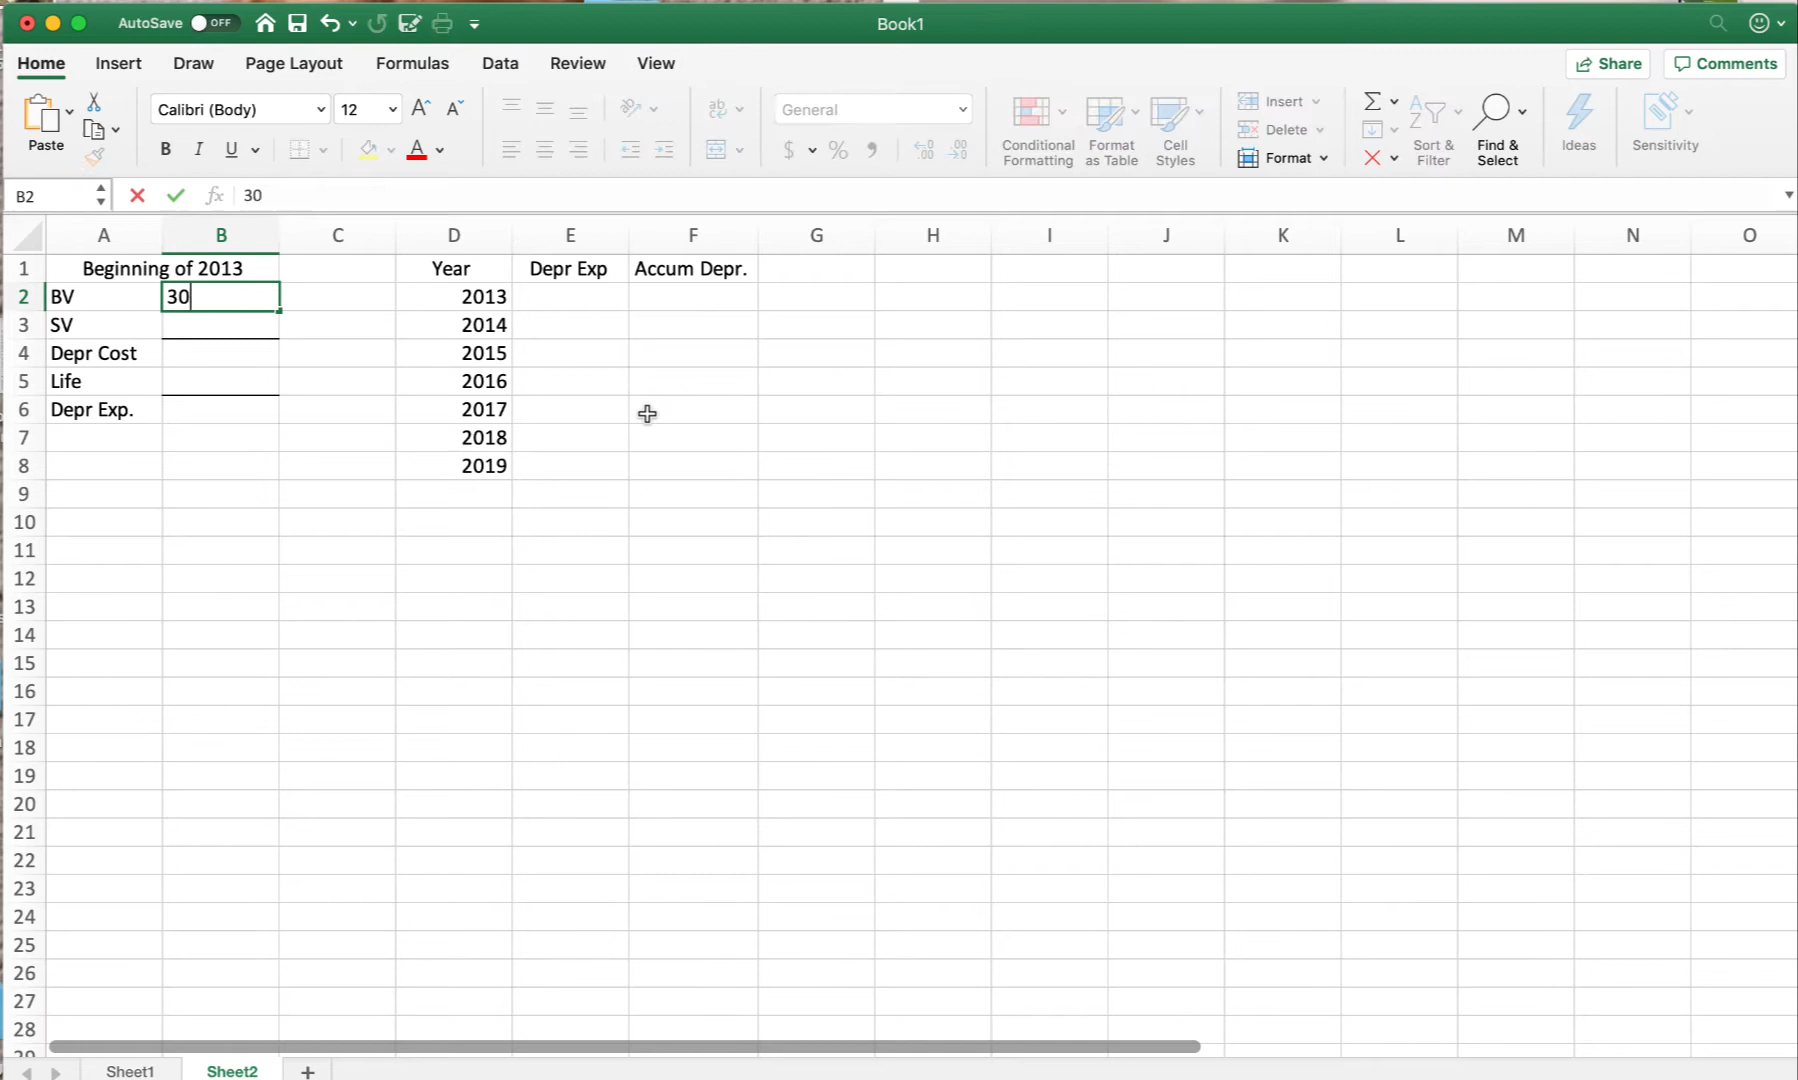 AutoSave OFF Book1
Home Insert Draw Page Layout Formulas Data Review View Share Comments
Paste Calibri (Body) 12 A^ Aˇ General Insert Delete Format
B I U A ab $ % Conditional Formatting Format as Table Cell Styles Sort & Filter Find & Select Ideas Sensitivity
B2 fx 30
A B C D E F G H I J K L M N O
1 Beginning of 2013 Year Depr Exp Accum Depr.
2 BV 30 2013
3 SV 2014
4 Depr Cost 2015
5 Life 2016
6 Depr Exp. 2017
7 2018
8 2019
9
10
11
12
13
14
15
16
17
18
19
20
21
22
23
24
25
26
27
28
29
Sheet1 Sheet2 +